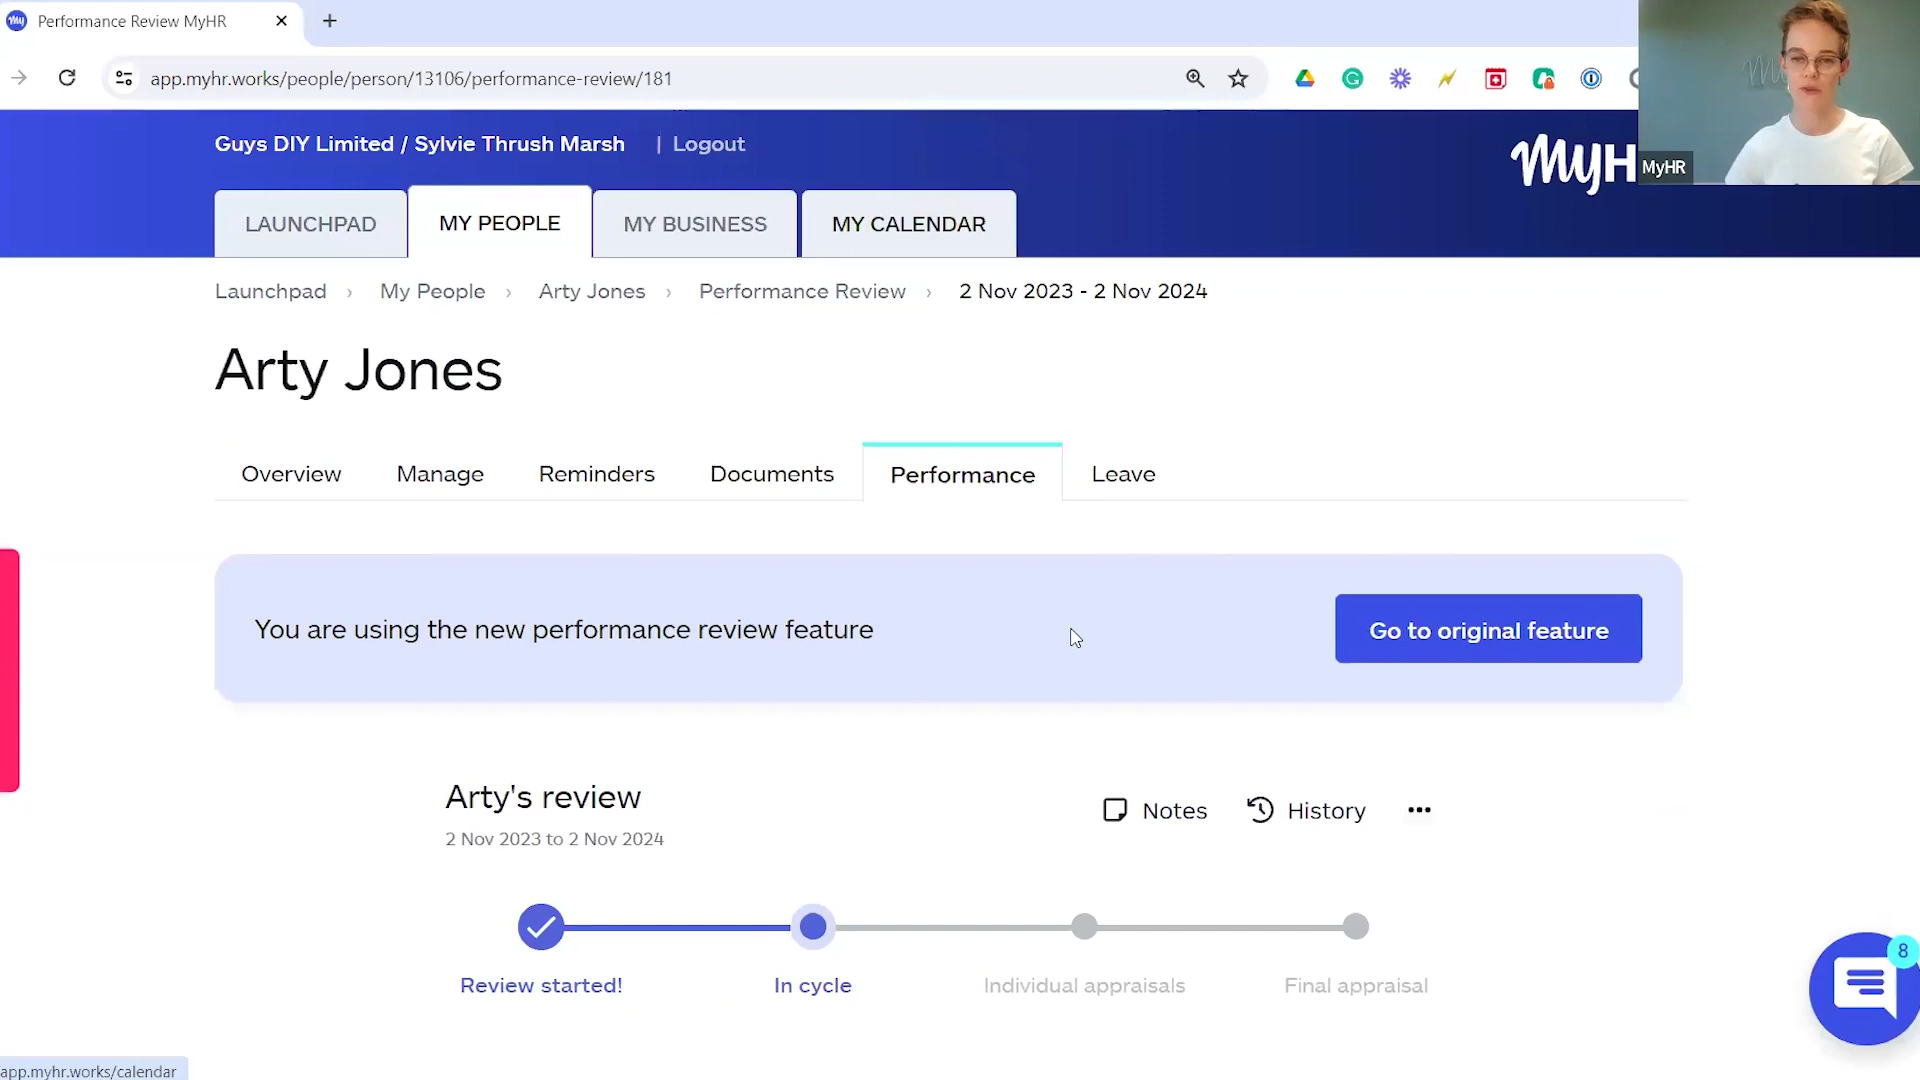 Performance Review MyHR
app.myhr.works/people/person/13106/performance-review/181
Guys DIY Limited / Sylvie Thrush Marsh | Logout
MyH
MyHR
LAUNCHPAD
MY PEOPLE
MY BUSINESS
MY CALENDAR
Launchpad › My People › Arty Jones › Performance Review › 2 Nov 2023 - 2 Nov 2024
Arty Jones
Overview
Manage
Reminders
Documents
Performance
Leave
You are using the new performance review feature
Go to original feature
Arty's review
Notes
History
2 Nov 2023 to 2 Nov 2024
Review started!
In cycle
Individual appraisals
Final appraisal
8
app.myhr.works/calendar